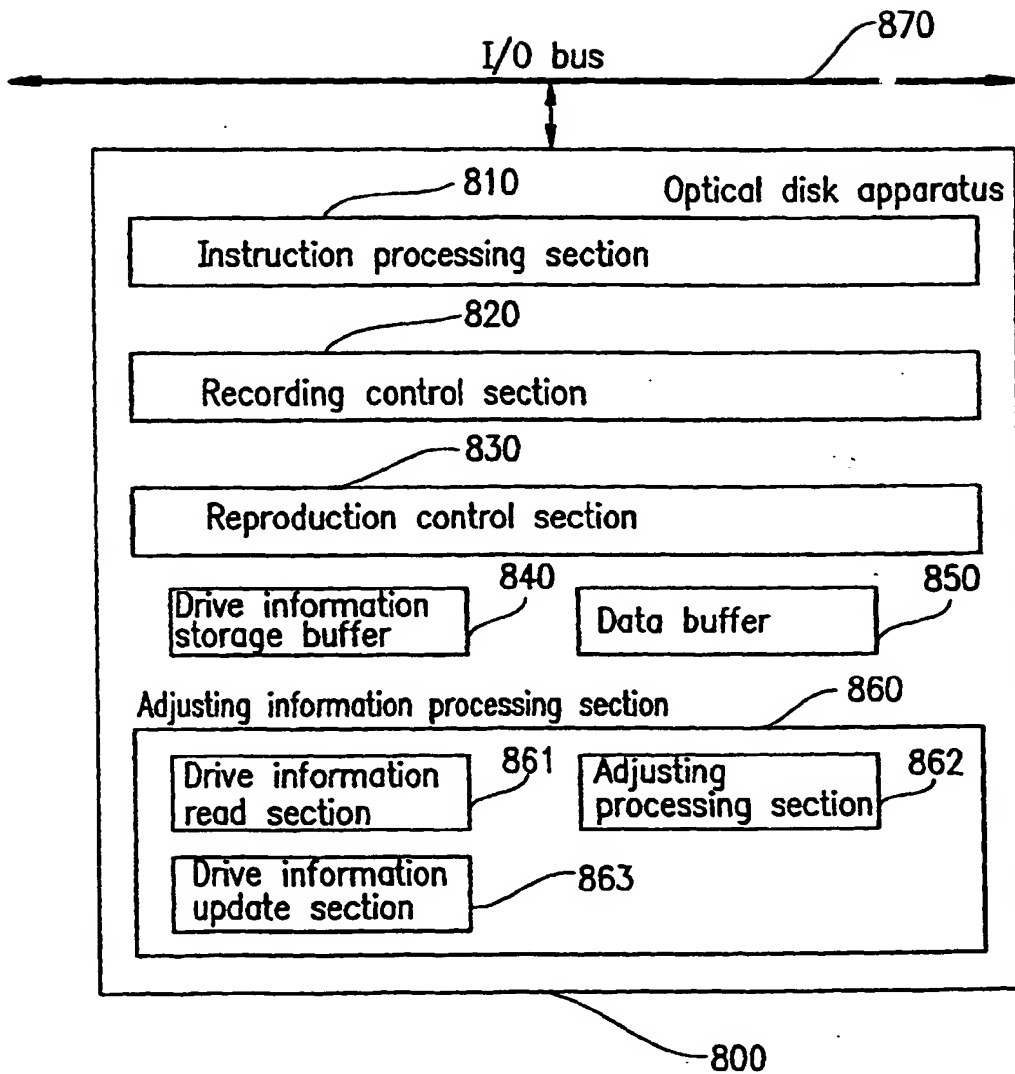 870
I/O bus
810
Optical disk apparatus
Instruction processing section
820
Recording control section
830
Reproduction control section
Drive information
storage buffer
840
Data buffer
850
Adjusting information processing section
860
Drive information
read section
861
Adjusting
processing section
862
Drive information
update section
863
800